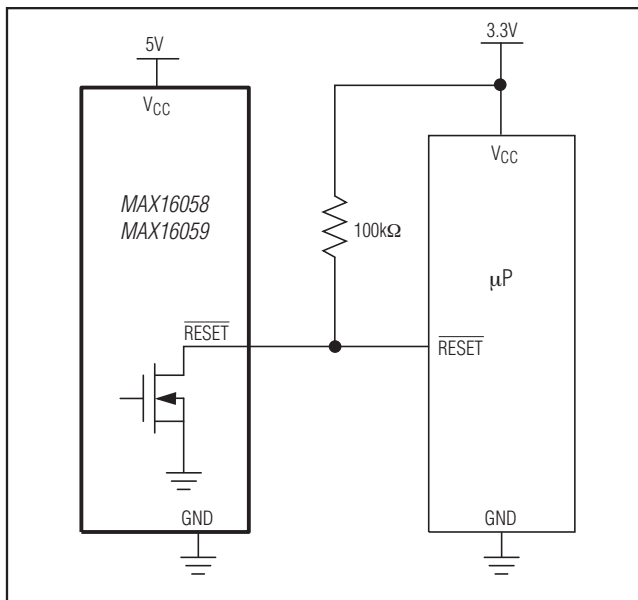 5V
3.3V
VCC
VCC
MAX16058
MAX16059
100kΩ
μP
RESET
RESET
GND
GND